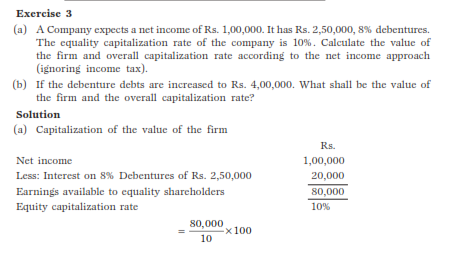 Exercise 3
(a) A Company expects a net income of Rs. 1,00,000. It has Rs. 2,50,000, 8% debentures.
The equality capitalization rate of the company is 10%. Calculate the value of
the firm and overall capitalization rate according to the net income approach
(ignoring income tax).
(b) If the debenture debts are increased to Rs. 4,00,000. What shall be the value of
the firm and the overall capitalization rate?
Solution
(a) Capitalization of the value of the firm
Rs.
Net income 1,00,000
Less: Interest on 8% Debentures of Rs. 2,50,000 20,000
Earnings available to equality shareholders 80,000
Equity capitalization rate 10%
= 80,000/10 × 100